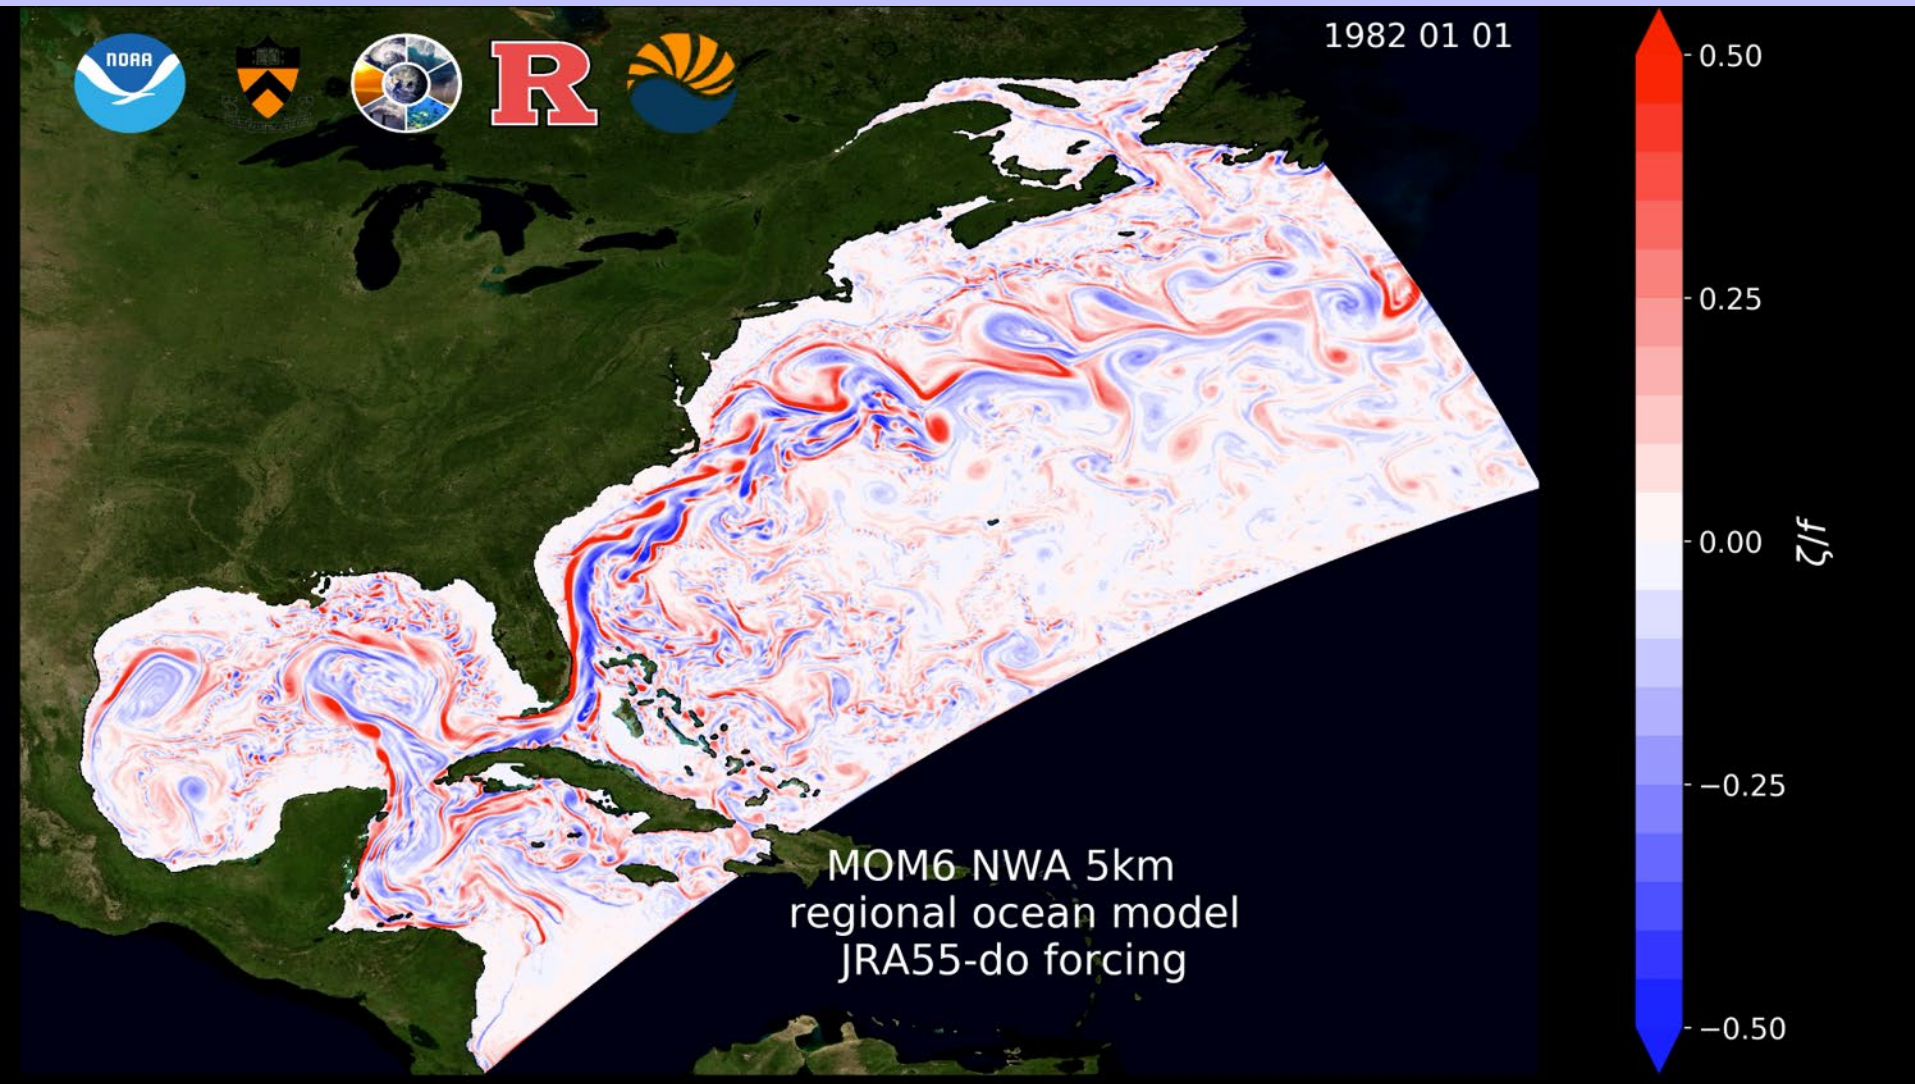 NOAA
R
1982 01 01
0.50
0.25
0.00
−0.25
−0.50
ζ/f
MOM6 NWA 5km
regional ocean model
JRA55-do forcing